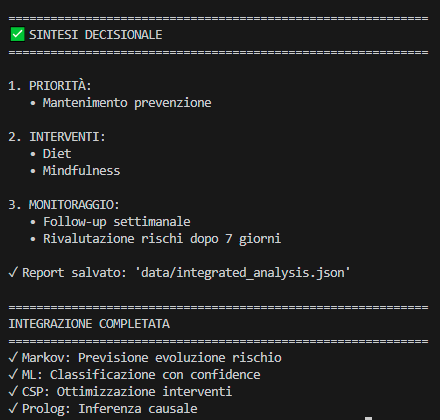 ============================================================
✅ SINTESI DECISIONALE
============================================================
1. PRIORITÀ:
• Mantenimento prevenzione
2. INTERVENTI:
• Diet
• Mindfulness
3. MONITORAGGIO:
• Follow-up settimanale
• Rivalutazione rischi dopo 7 giorni
✓ Report salvato: 'data/integrated_analysis.json'
============================================================
INTEGRAZIONE COMPLETATA
============================================================
✓ Markov: Previsione evoluzione rischio
✓ ML: Classificazione con confidence
✓ CSP: Ottimizzazione interventi
✓ Prolog: Inferenza causale